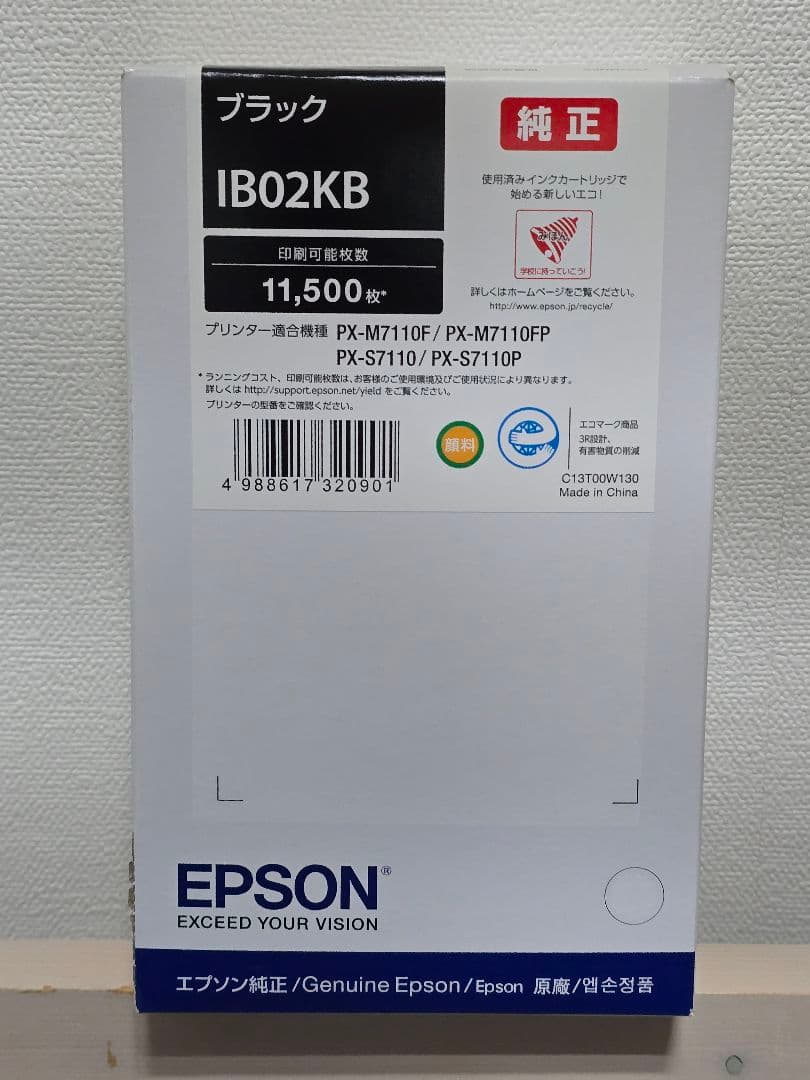 ブラック
IB02KB
印刷可能枚数
11,500枚*
純正
使用済みインクカートリッジで
始める新しいエコ!
みほん
学校に持っていこう!
詳しくはホームページをご覧ください。
http://www.epson.jp/recycle/
プリンター適合機種 PX-M7110F/PX-M7110FP
PX-S7110/PX-S7110P
*ランニングコスト、印刷可能枚数は、お客様のご使用環境及びご使用状況により異なります。
詳しくは http://support.epson.net/yield をご覧ください。
プリンターの型番をご確認ください。
4 988617 320901
顔料
エコマーク商品
3R設計、
有害物質の削減
C13T00W130
Made in China
EPSON®
EXCEED YOUR VISION
エプソン純正/Genuine Epson/Epson 原廠/엡손정품